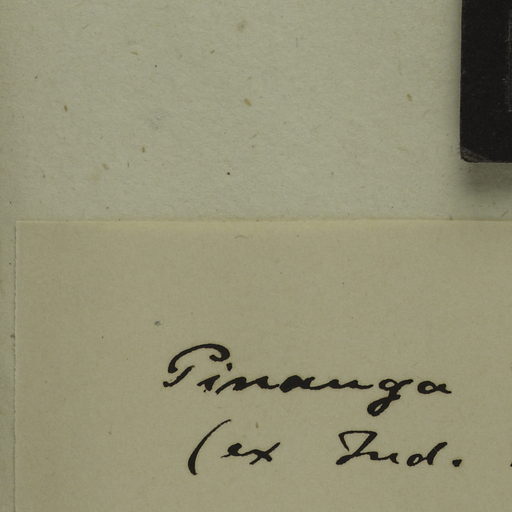 Pinanga
(ex Ind.